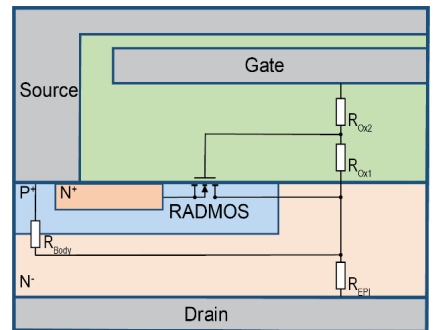 Gate
Source
R_Ox2
R_Ox1
P⁺
N⁺
RADMOS
R_Body
N⁻
R_EPI
Drain